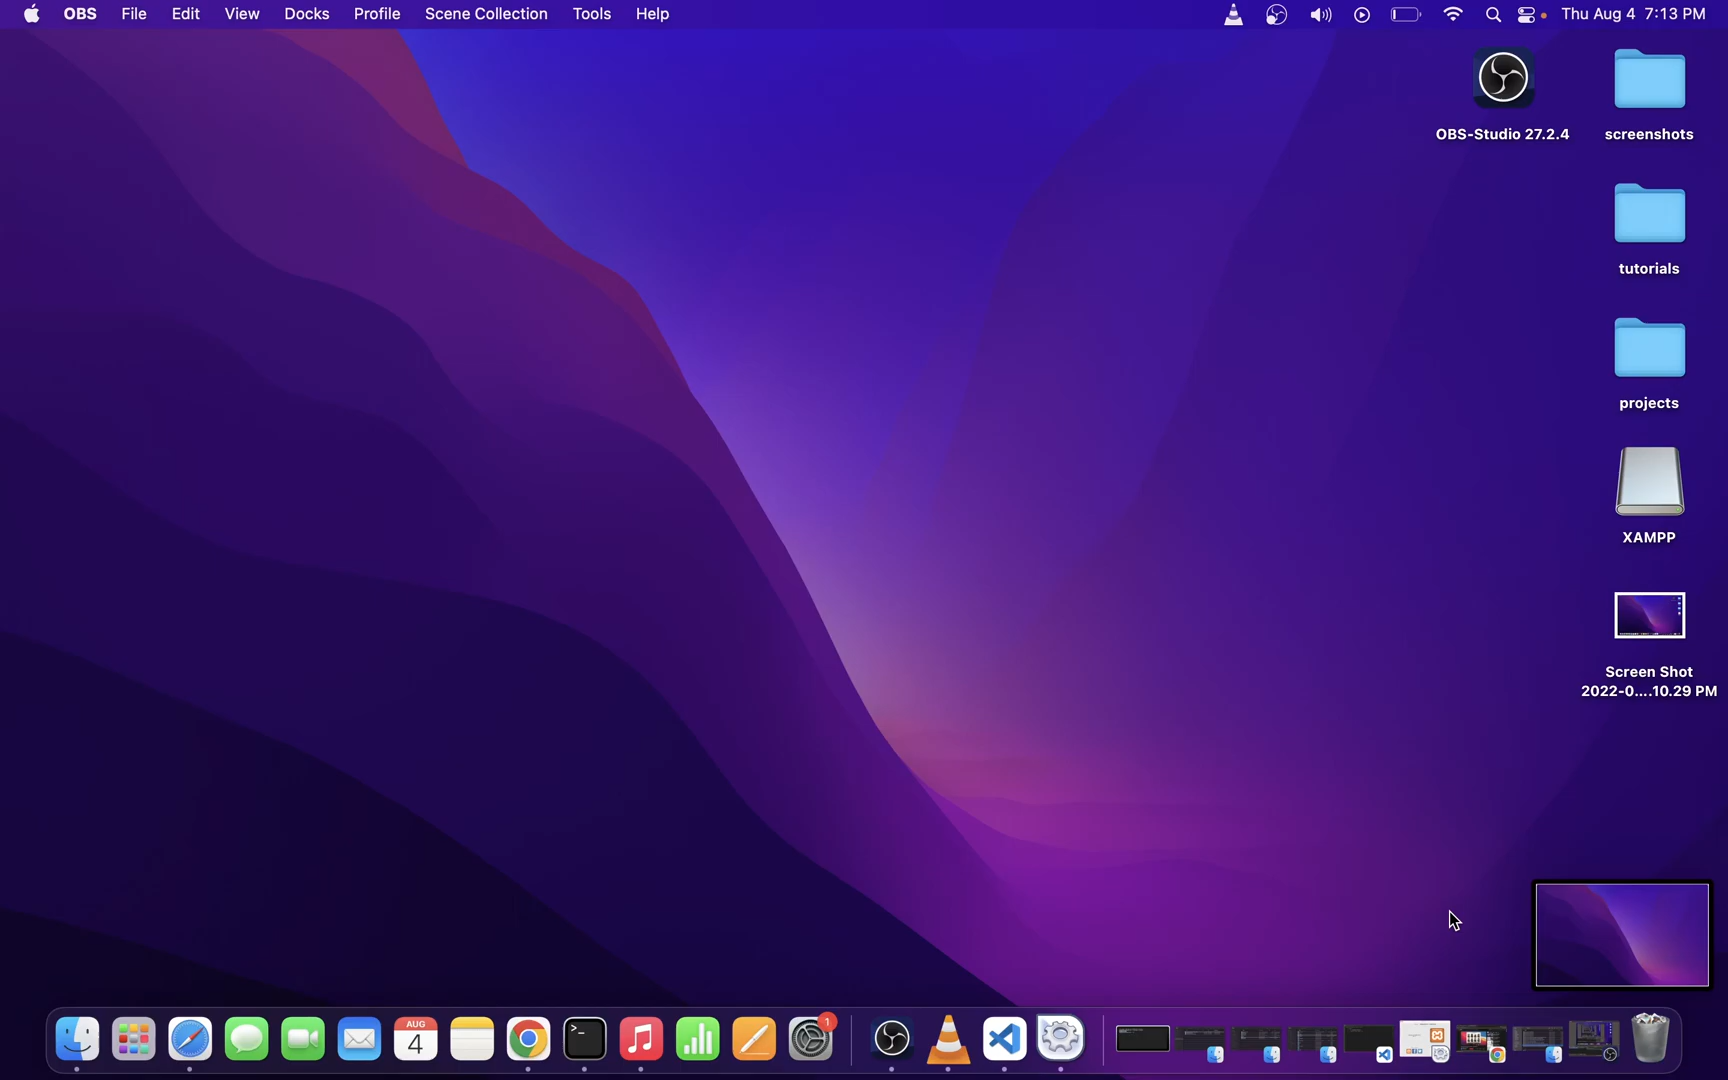 OBS File Edit View Docks Profile Scene Collection Tools Help Thu Aug 4 7:13 PM
OBS-Studio 27.2.4
screenshots
tutorials
projects
XAMPP
Screen Shot
2022-0....10.29 PM
AUG
4
>_
1